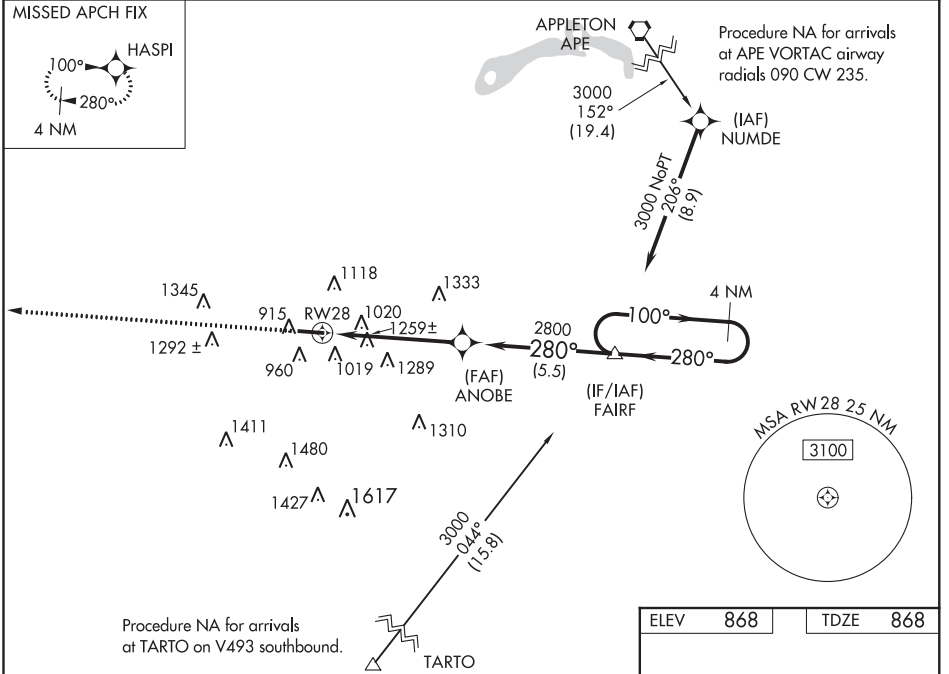 MISSED APCH FIX
HASPI
100°
280°
4 NM
APPLETON
APE
Procedure NA for arrivals
at APE VORTAC airway
radials 090 CW 235.
3000
152°
(19.4)
(IAF)
NUMDE
3000 NoPT
206°
(8.9)
1345
1118
1333
4 NM
915
RW28
1020
1259±
2800
280°
(5.5)
100°
280°
1292 ±
960
1019
1289
(FAF)
ANOBE
(IF/IAF)
FAIRF
1411
1480
1310
1427
1617
MSA RW 28 25 NM
3100
3000
044°
(15.8)
Procedure NA for arrivals
at TARTO on V493 southbound.
TARTO
ELEV 868
TDZE 868